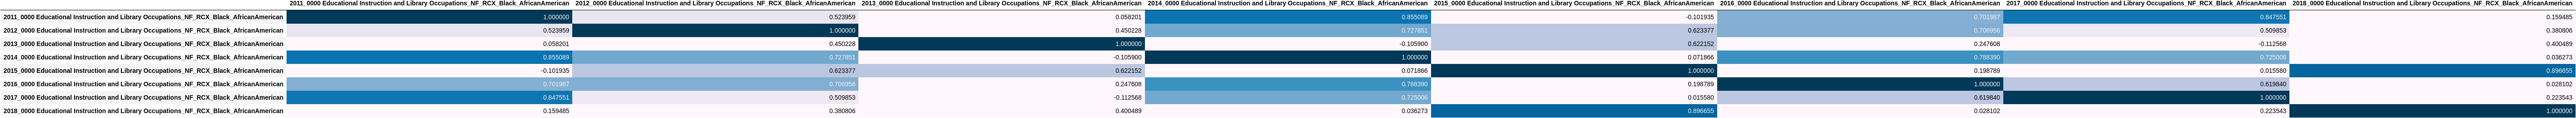 2011_0000 Educational Instruction and Library Occupations_NF_RCX_Black_AfricanAmerican 2012_0000 Educational Instruction and Library Occupations_NF_RCX_Black_AfricanAmerican 2013_0000 Educational Instruction and Library Occupations_NF_RCX_Black_AfricanAmerican 2014_0000 Educational Instruction and Library Occupations_NF_RCX_Black_AfricanAmerican 2015_0000 Educational Instruction and Library Occupations_NF_RCX_Black_AfricanAmerican 2016_0000 Educational Instruction and Library Occupations_NF_RCX_Black_AfricanAmerican 2017_0000 Educational Instruction and Library Occupations_NF_RCX_Black_AfricanAmerican 2018_0000 Educational Instruction and Library Occupations_NF_RCX_Black_AfricanAmerican
2011_0000 Educational Instruction and Library Occupations_NF_RCX_Black_AfricanAmerican 1.000000 0.523959 0.058201 0.855089 -0.101935 0.701987 0.847551 0.159485
2012_0000 Educational Instruction and Library Occupations_NF_RCX_Black_AfricanAmerican 0.523959 1.000000 0.450228 0.727851 0.623377 0.706956 0.509853 0.380806
2013_0000 Educational Instruction and Library Occupations_NF_RCX_Black_AfricanAmerican 0.058201 0.450228 1.000000 -0.105900 0.622152 0.247608 -0.112568 0.400489
2014_0000 Educational Instruction and Library Occupations_NF_RCX_Black_AfricanAmerican 0.855089 0.727851 -0.105900 1.000000 0.071866 0.788390 0.725006 0.036273
2015_0000 Educational Instruction and Library Occupations_NF_RCX_Black_AfricanAmerican -0.101935 0.623377 0.622152 0.071866 1.000000 0.198789 0.015580 0.896655
2016_0000 Educational Instruction and Library Occupations_NF_RCX_Black_AfricanAmerican 0.701987 0.706956 0.247608 0.788390 0.198789 1.000000 0.619840 0.028102
2017_0000 Educational Instruction and Library Occupations_NF_RCX_Black_AfricanAmerican 0.847551 0.509853 -0.112568 0.725006 0.015580 0.619840 1.000000 0.223543
2018_0000 Educational Instruction and Library Occupations_NF_RCX_Black_AfricanAmerican 0.159485 0.380806 0.400489 0.036273 0.896655 0.028102 0.223543 1.000000